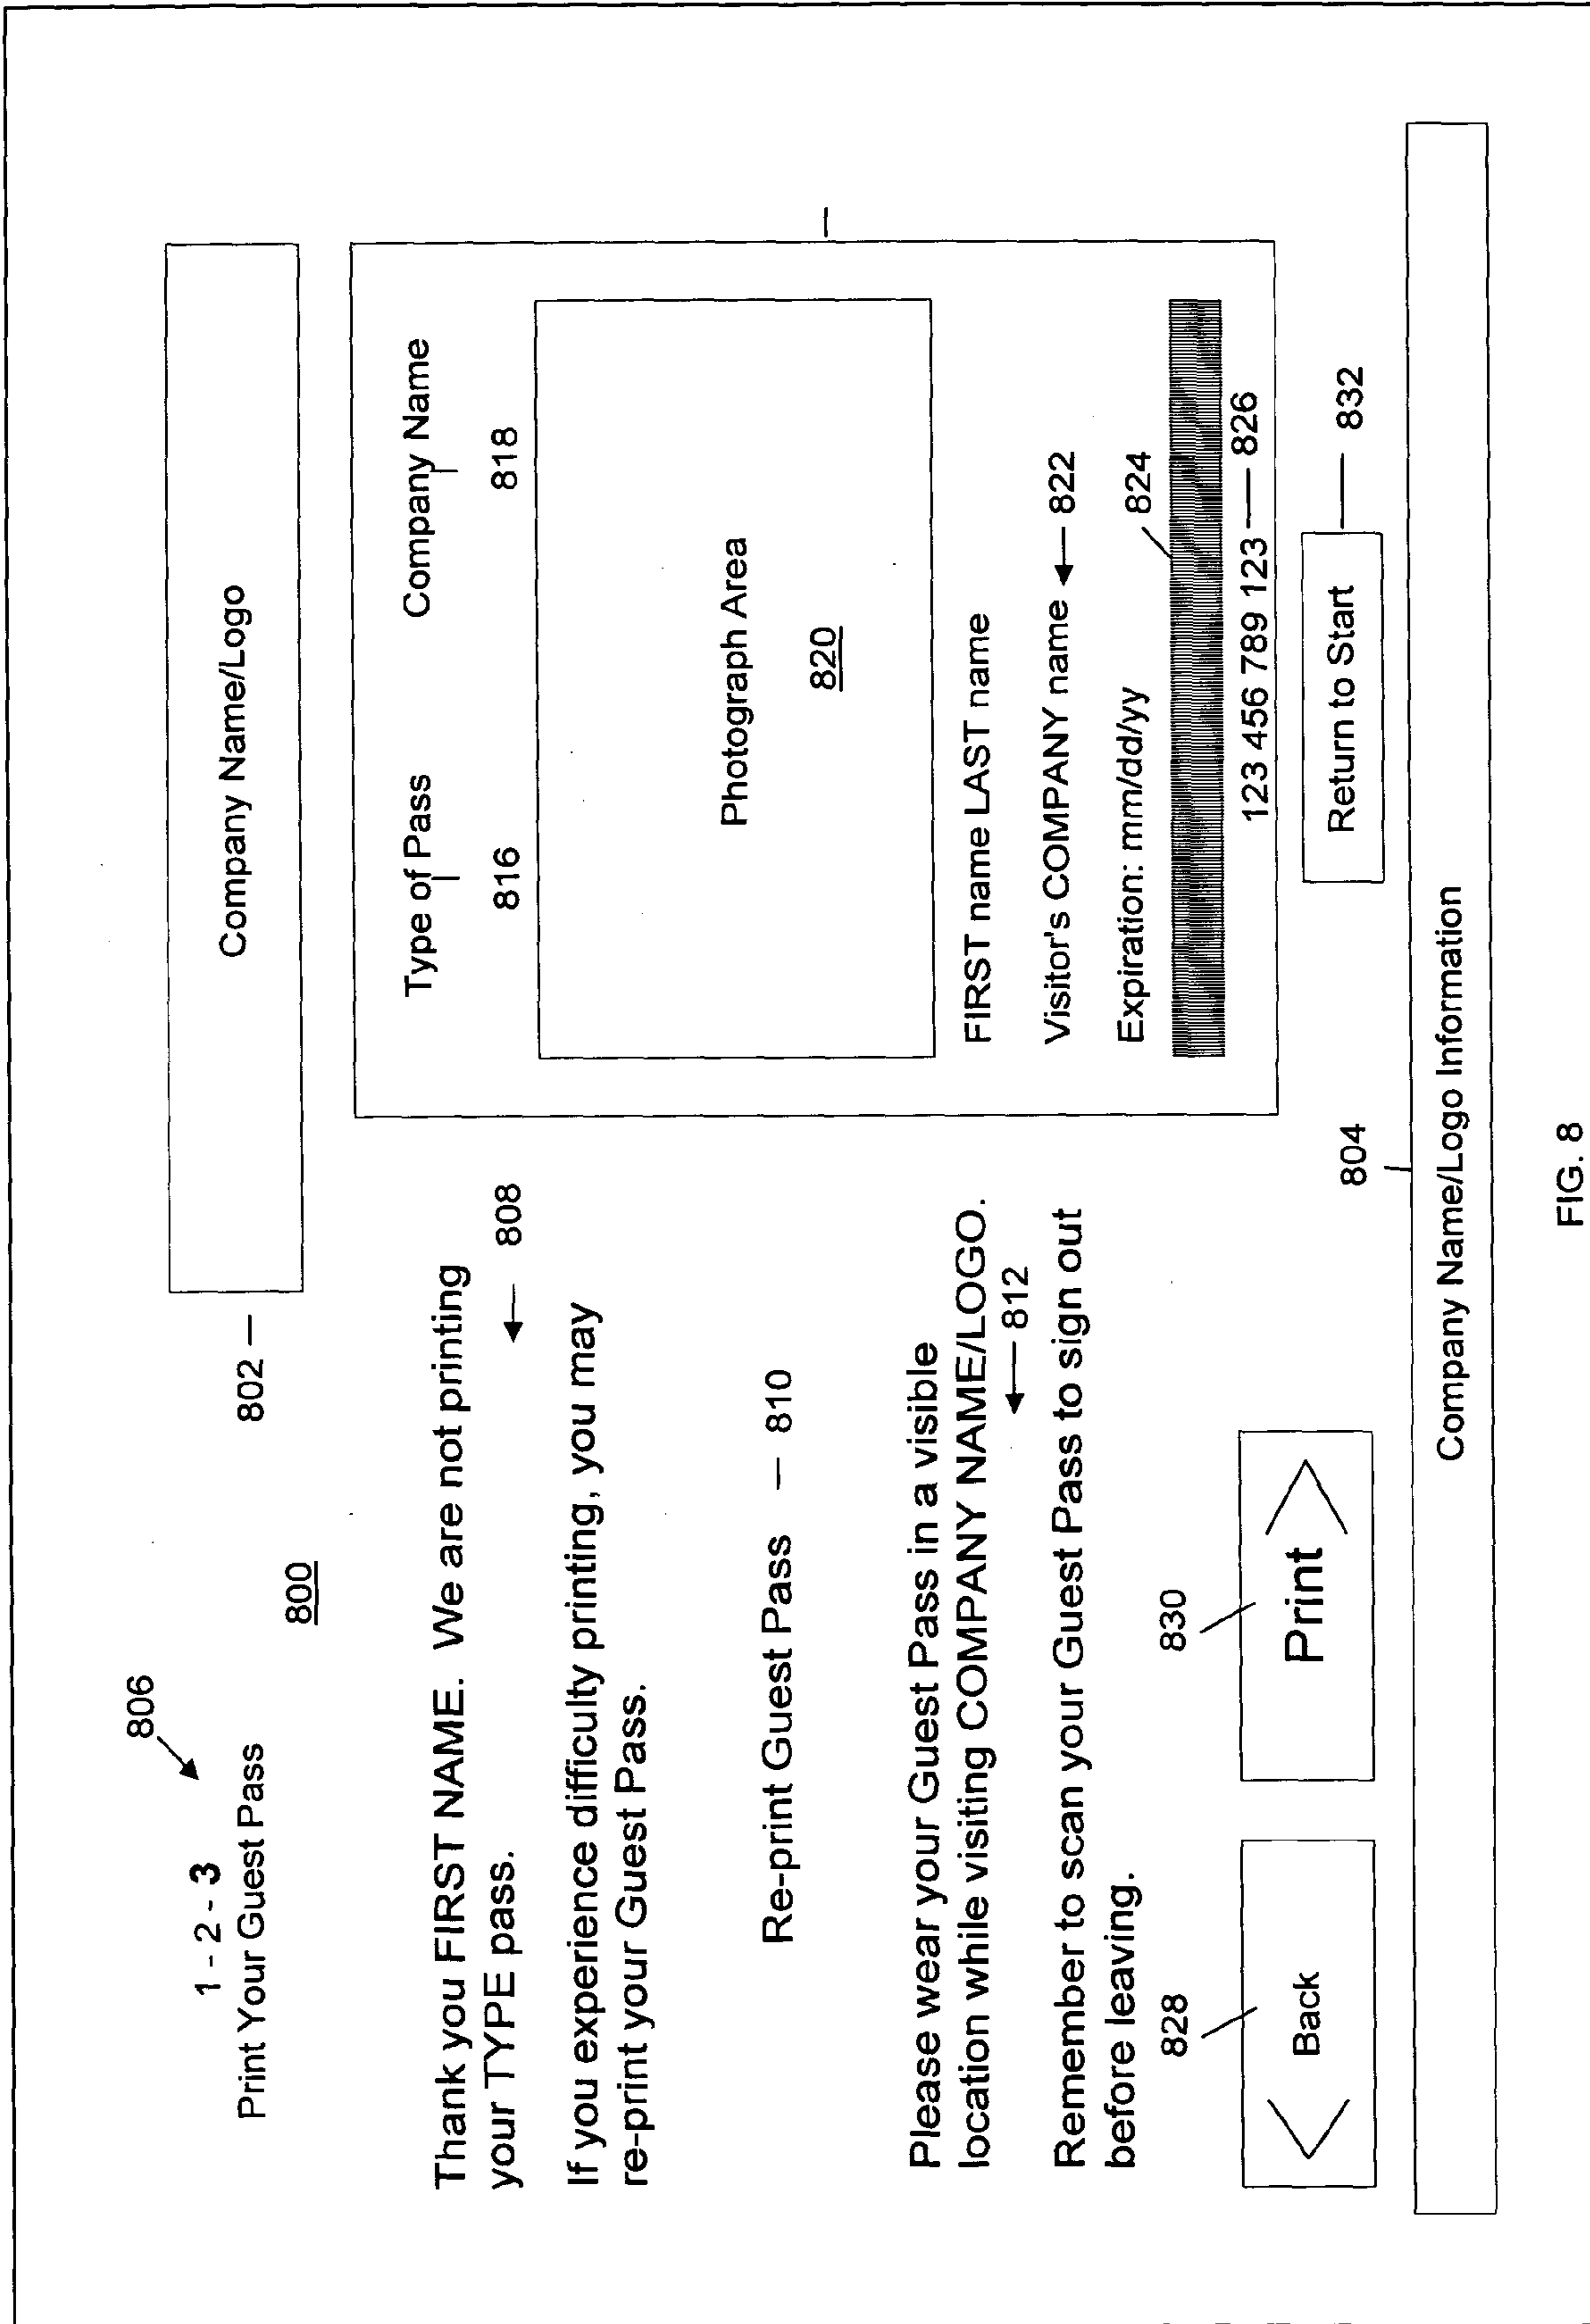 806
1 - 2 - 3
Print Your Guest Pass
800
802
Company Name/Logo
Thank you FIRST NAME. We are not printing
your TYPE pass.
808
If you experience difficulty printing, you may
re-print your Guest Pass.
Re-print Guest Pass
810
Please wear your Guest Pass in a visible
location while visiting COMPANY NAME/LOGO.
812
Remember to scan your Guest Pass to sign out
before leaving.
828
Back
830
Print
Type of Pass
Company Name
816
818
Photograph Area
820
FIRST name LAST name
Visitor's COMPANY name
822
Expiration: mm/dd/yy
824
123 456 789 123
826
Return to Start
832
804
Company Name/Logo Information
FIG. 8